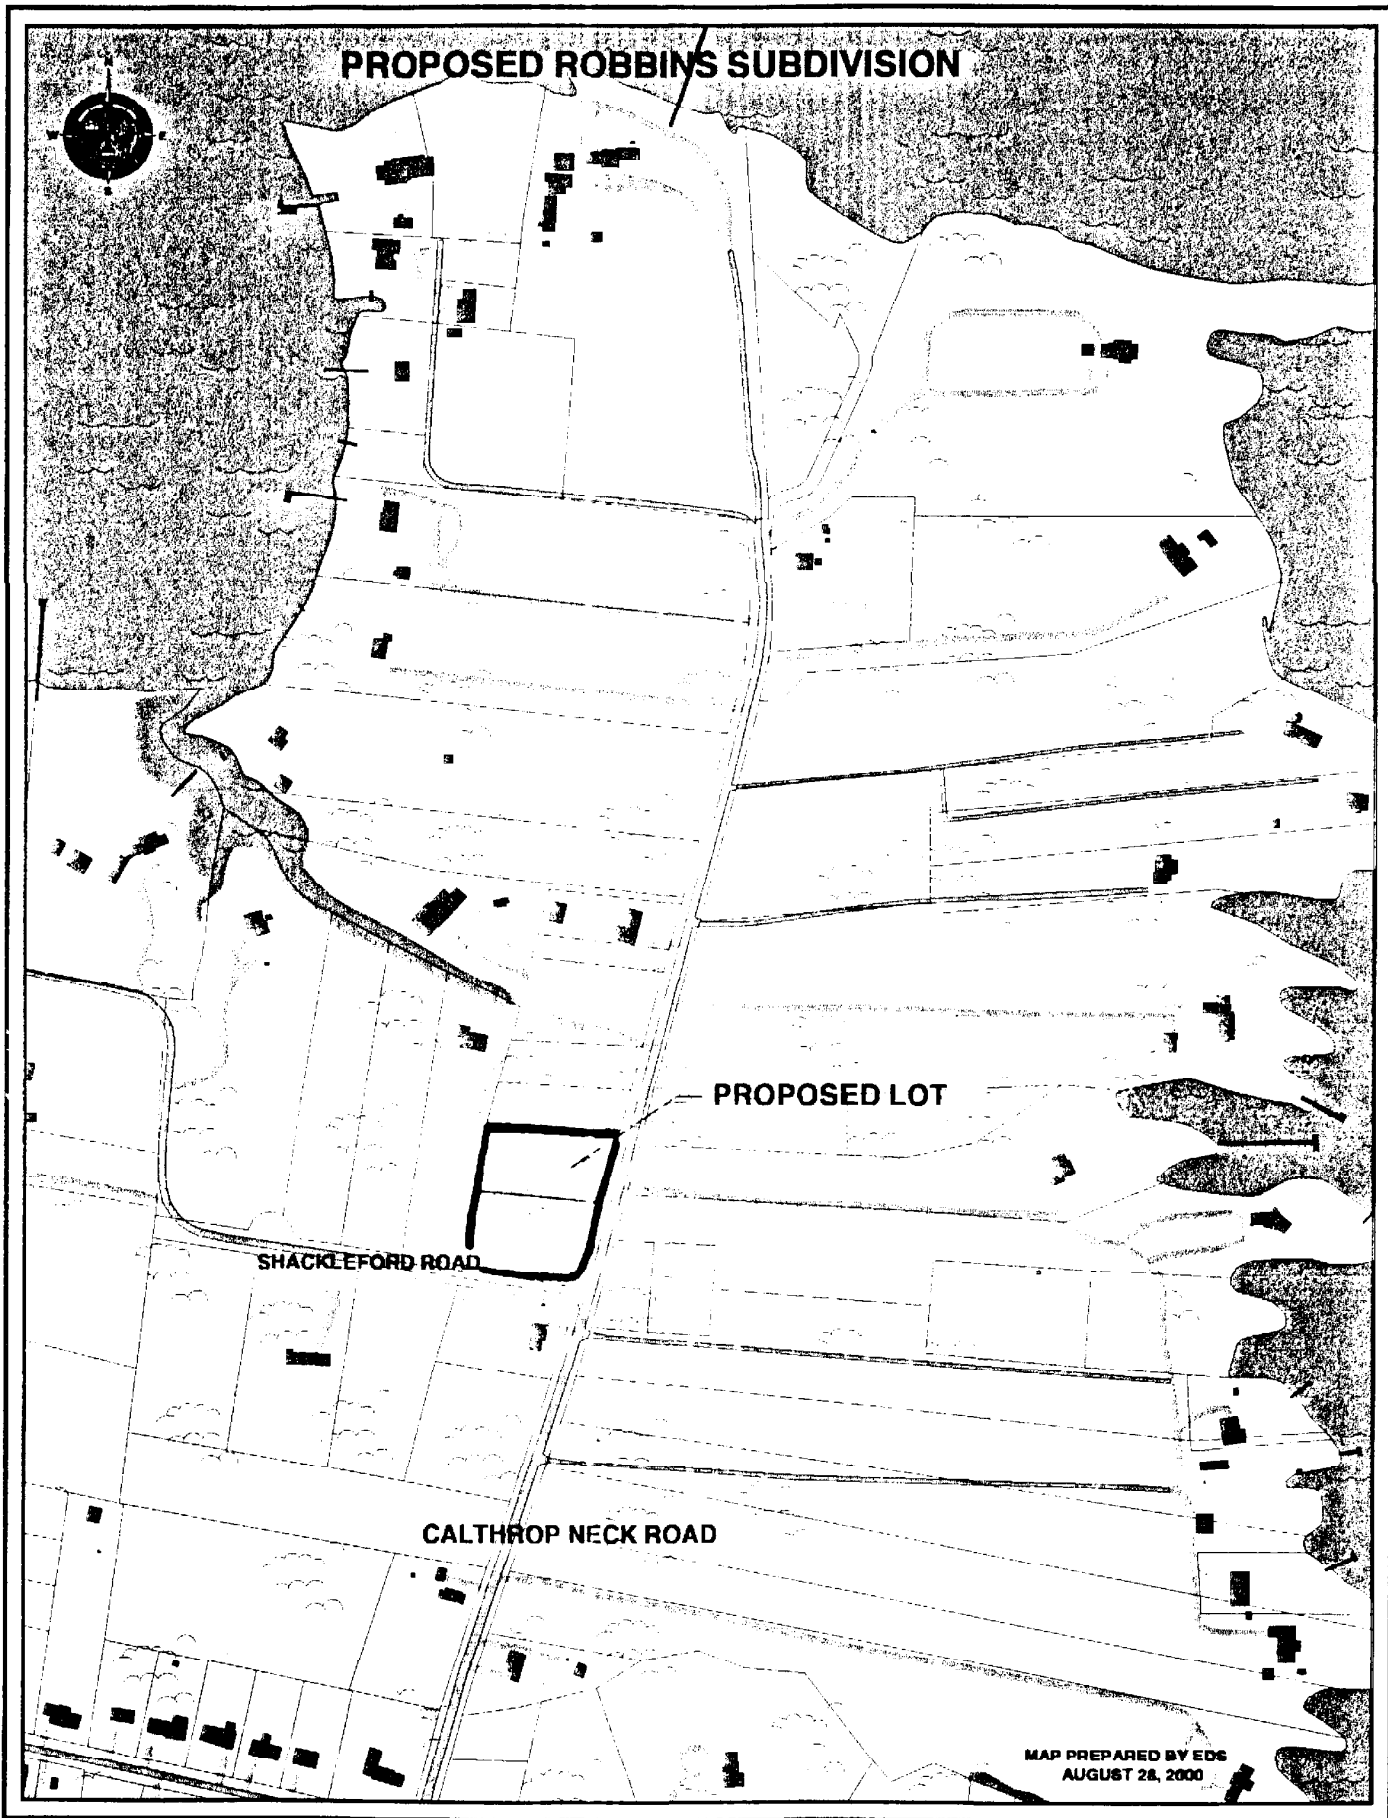 PROPOSED ROBBINS SUBDIVISION
N
W E
S
PROPOSED LOT
SHACKLEFORD ROAD
CALTHROP NECK ROAD
MAP PREPARED BY EDS
AUGUST 28, 2000